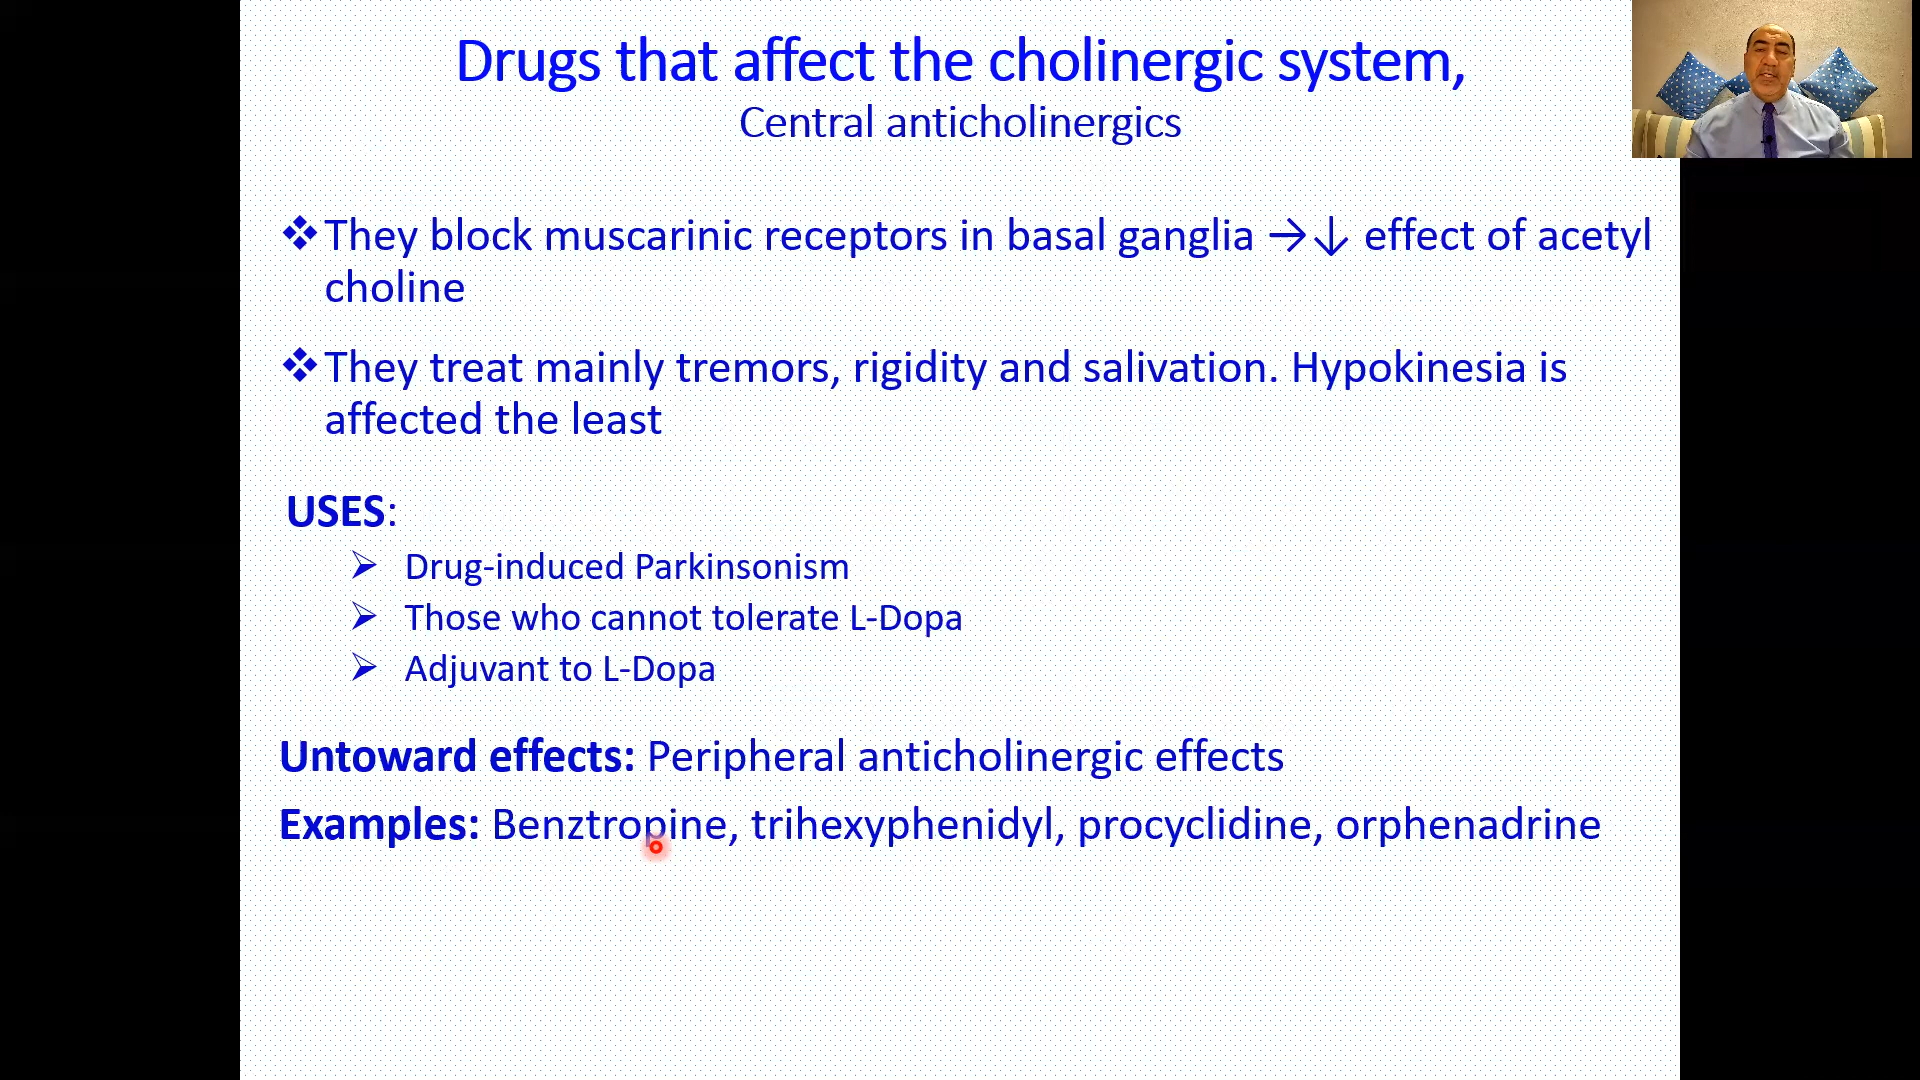 Drugs that affect the cholinergic system,
Central anticholinergics
❖They block muscarinic receptors in basal ganglia →↓ effect of acetyl
choline
❖They treat mainly tremors, rigidity and salivation. Hypokinesia is
affected the least
USES:
➢ Drug-induced Parkinsonism
➢ Those who cannot tolerate L-Dopa
➢ Adjuvant to L-Dopa
Untoward effects: Peripheral anticholinergic effects
Examples: Benztropine, trihexyphenidyl, procyclidine, orphenadrine